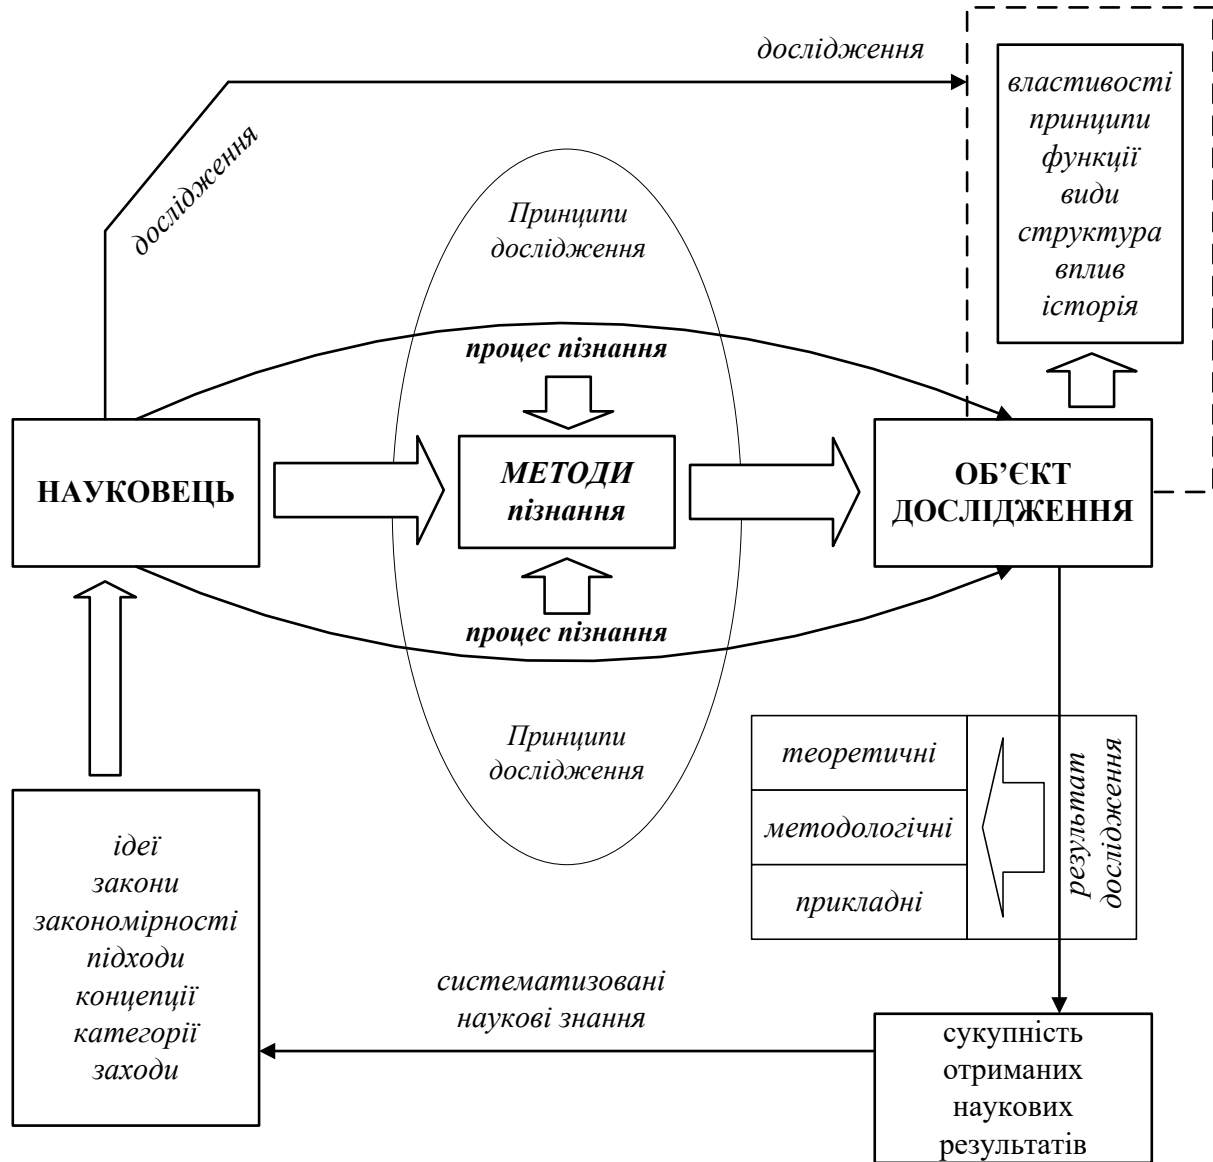 дослідження
дослідження
властивості
принципи
функції
види
структура
вплив
історія
Принципи
дослідження
процес пізнання
НАУКОВЕЦЬ
МЕТОДИ
пізнання
ОБ’ЄКТ
ДОСЛІДЖЕННЯ
процес пізнання
Принципи
дослідження
теоретичні
методологічні
прикладні
результат
дослідження
ідеї
закони
закономірності
підходи
концепції
категорії
заходи
систематизовані
наукові знання
сукупність
отриманих
наукових
результатів